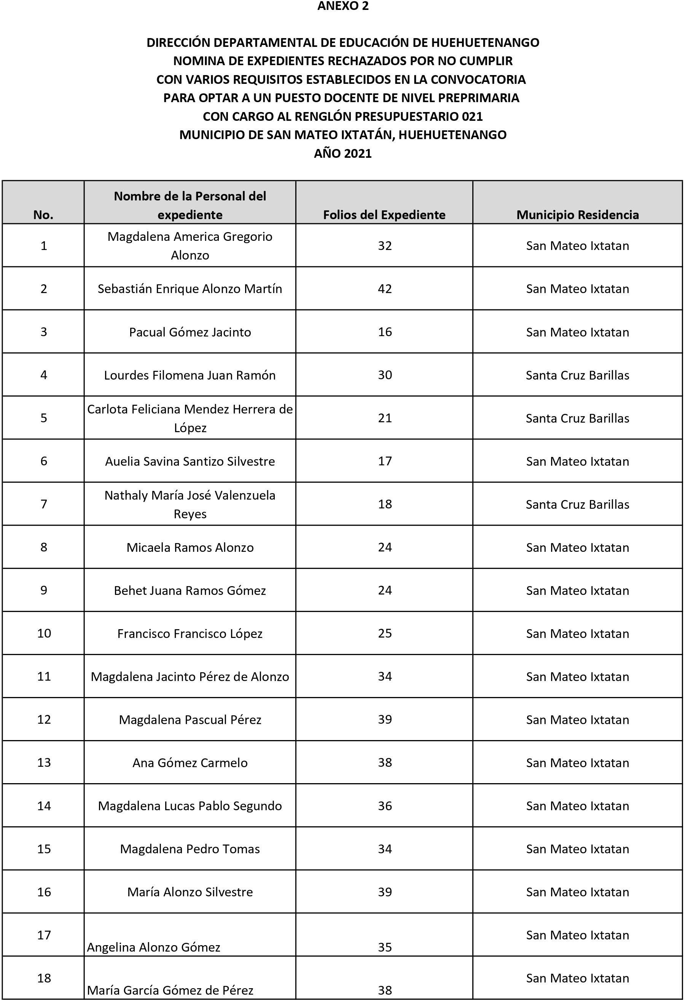 ANEXO 2
DIRECCIÓN DEPARTAMENTAL DE EDUCACIÓN DE HUEHUETENANGO
NOMINA DE EXPEDIENTES RECHAZADOS POR NO CUMPLIR
CON VARIOS REQUISITOS ESTABLECIDOS EN LA CONVOCATORIA
PARA OPTAR A UN PUESTO DOCENTE DE NIVEL PREPRIMARIA
CON CARGO AL RENGLÓN PRESUPUESTARIO 021
MUNICIPIO DE SAN MATEO IXTATÁN, HUEHUETENANGO
AÑO 2021
No. Nombre de la Personal del
expediente Folios del Expediente Municipio Residencia
1 Magdalena America Gregorio
Alonzo 32 San Mateo Ixtatan
2 Sebastián Enrique Alonzo Martín 42 San Mateo Ixtatan
3 Pacual Gómez Jacinto 16 San Mateo Ixtatan
4 Lourdes Filomena Juan Ramón 30 Santa Cruz Barillas
5 Carlota Feliciana Mendez Herrera de
López 21 Santa Cruz Barillas
6 Auelia Savina Santizo Silvestre 17 San Mateo Ixtatan
7 Nathaly María José Valenzuela
Reyes 18 Santa Cruz Barillas
8 Micaela Ramos Alonzo 24 San Mateo Ixtatan
9 Behet Juana Ramos Gómez 24 San Mateo Ixtatan
10 Francisco Francisco López 25 San Mateo Ixtatan
11 Magdalena Jacinto Pérez de Alonzo 34 San Mateo Ixtatan
12 Magdalena Pascual Pérez 39 San Mateo Ixtatan
13 Ana Gómez Carmelo 38 San Mateo Ixtatan
14 Magdalena Lucas Pablo Segundo 36 San Mateo Ixtatan
15 Magdalena Pedro Tomas 34 San Mateo Ixtatan
16 María Alonzo Silvestre 39 San Mateo Ixtatan
17 Angelina Alonzo Gómez 35 San Mateo Ixtatan
18 María García Gómez de Pérez 38 San Mateo Ixtatan